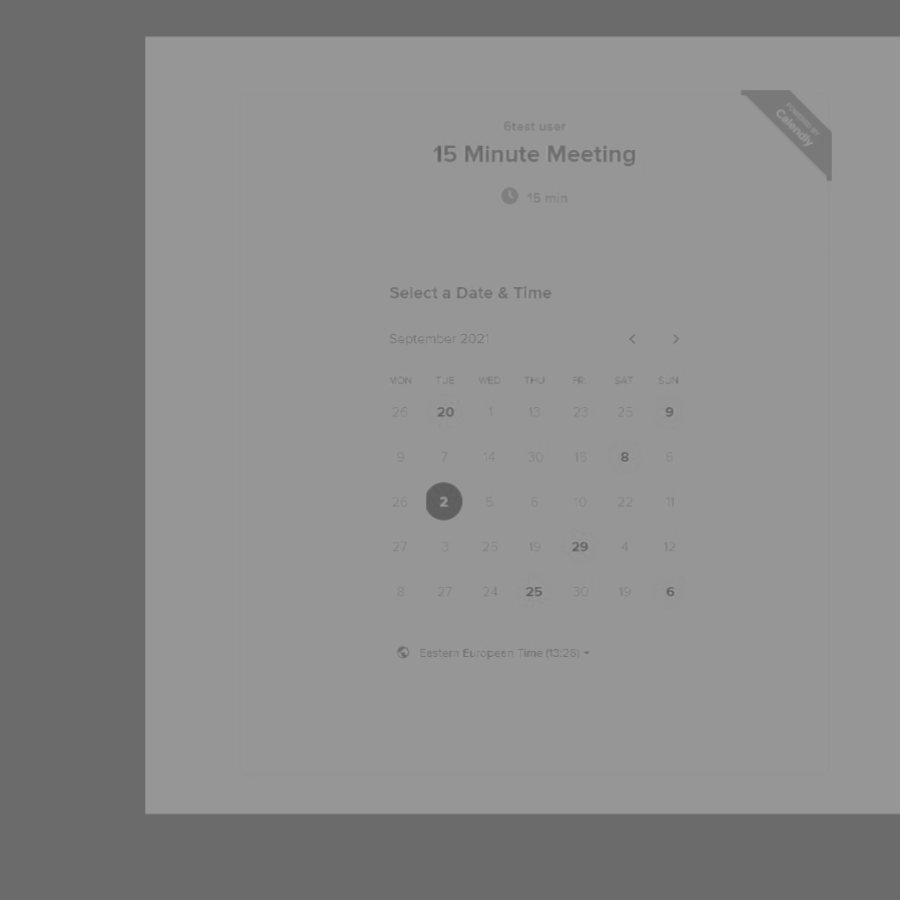 6test user
15 Minute Meeting
15 min
POWERED BY
Calendly
Select a Date & Time
September 2021
MON TUE WED THU FRI SAT SUN
26 20 1 13 23 25 9
9 7 14 30 15 8 6
26 2 5 8 10 22 11
27 3 25 19 29 4 12
8 27 24 25 30 19 6
Eestern Europeen Time (13:26)